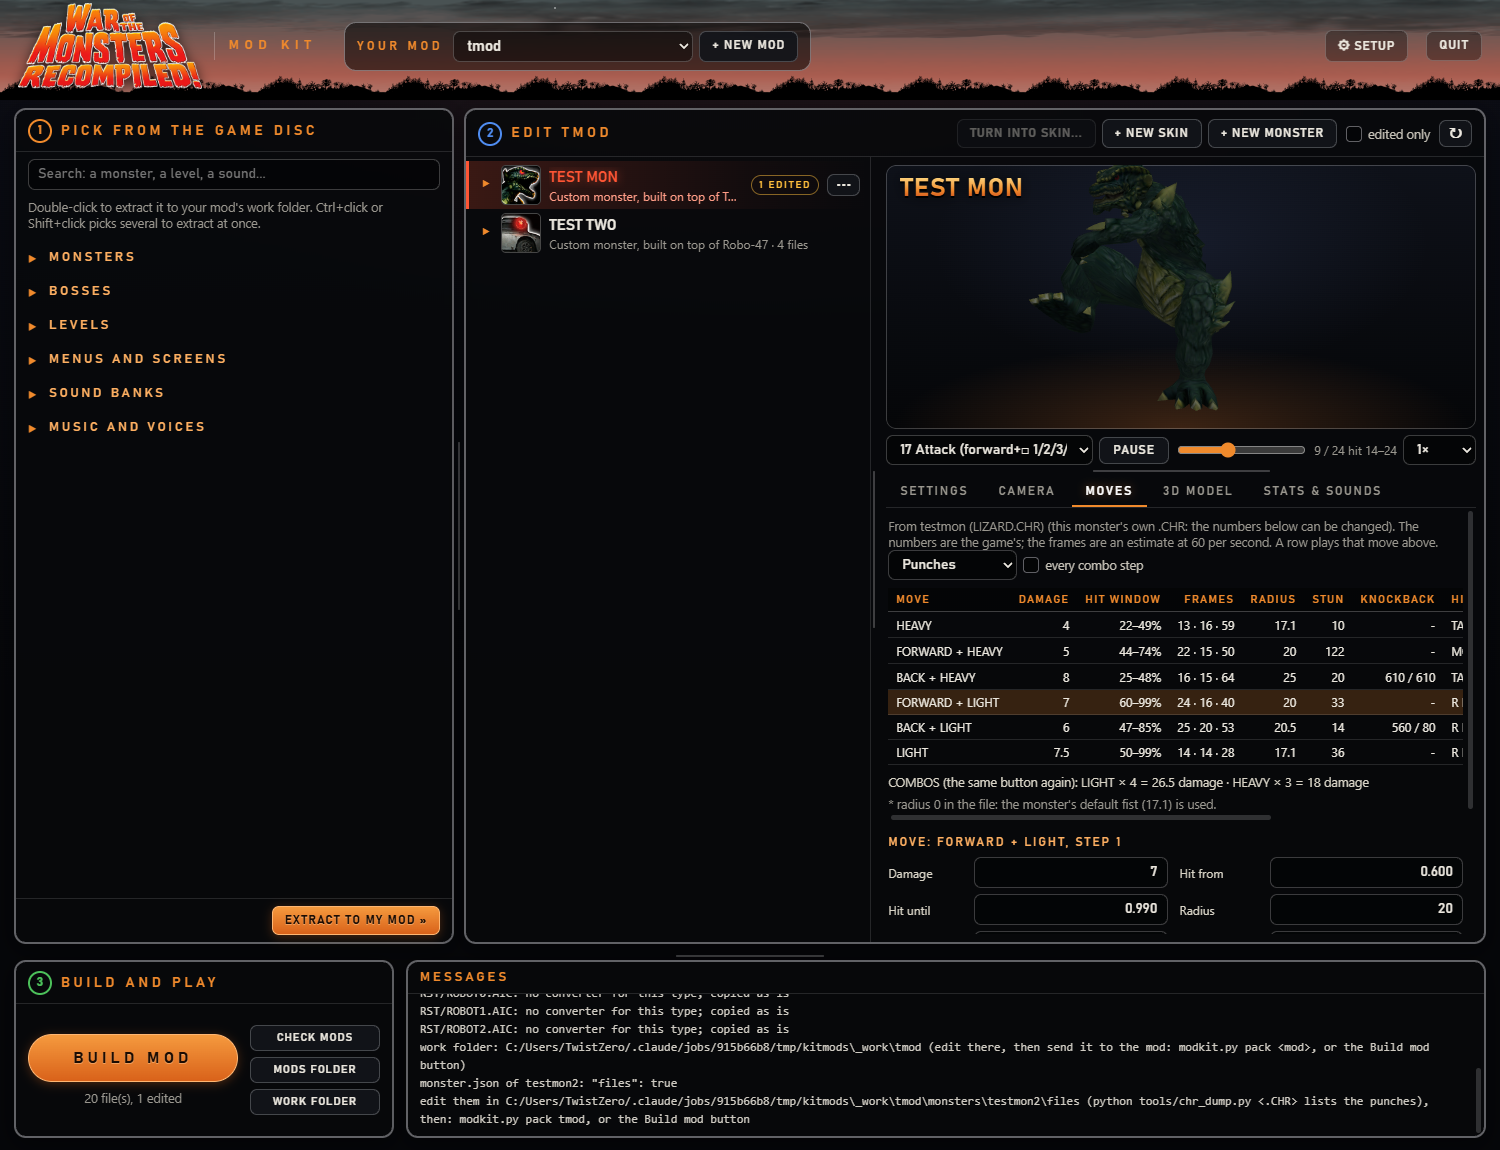 WAR OF THE MONSTERS RECOMPILED!
MOD KIT
YOUR MOD
tmod
+ NEW MOD
⚙ SETUP
QUIT
1 PICK FROM THE GAME DISC
Search: a monster, a level, a sound...
Double-click to extract it to your mod's work folder. Ctrl+click or
Shift+click picks several to extract at once.
MONSTERS
BOSSES
LEVELS
MENUS AND SCREENS
SOUND BANKS
MUSIC AND VOICES
EXTRACT TO MY MOD »
2 EDIT TMOD
TURN INTO SKIN...
+ NEW SKIN
+ NEW MONSTER
edited only
↻
TEST MON
Custom monster, built on top of T...
1 EDITED
---
TEST TWO
Custom monster, built on top of Robo-47 · 4 files
TEST MON
17 Attack (forward+□ 1/2/3/
PAUSE
9 / 24 hit 14–24
1×
SETTINGS CAMERA MOVES 3D MODEL STATS & SOUNDS
From testmon (LIZARD.CHR) (this monster's own .CHR: the numbers below can be changed). The
numbers are the game's; the frames are an estimate at 60 per second. A row plays that move above.
Punches
every combo step
MOVE DAMAGE HIT WINDOW FRAMES RADIUS STUN KNOCKBACK HI
HEAVY 4 22–49% 13 · 16 · 59 17.1 10 - TA
FORWARD + HEAVY 5 44–74% 22 · 15 · 50 20 122 -
BACK + HEAVY 8 25–48% 16 · 15 · 64 25 20 610 / 610 TA
FORWARD + LIGHT 7 60–99% 24 · 16 · 40 20 33 - R
BACK + LIGHT 6 47–85% 25 · 20 · 53 20.5 14 560 / 80 R
LIGHT 7.5 50–99% 14 · 14 · 28 17.1 36 - R
COMBOS (the same button again): LIGHT × 4 = 26.5 damage · HEAVY × 3 = 18 damage
* radius 0 in the file: the monster's default fist (17.1) is used.
MOVE: FORWARD + LIGHT, STEP 1
Damage 7 Hit from 0.600
Hit until 0.990 Radius 20
3 BUILD AND PLAY
BUILD MOD
20 file(s), 1 edited
CHECK MODS
MODS FOLDER
WORK FOLDER
MESSAGES
RST/ROBOT0.AIC: no converter for this type; copied as is
RST/ROBOT1.AIC: no converter for this type; copied as is
RST/ROBOT2.AIC: no converter for this type; copied as is
work folder: C:/Users/TwistZero/.claude/jobs/915b66b8/tmp/kitmods\_work\tmod (edit there, then send it to the mod: modkit.py pack <mod>, or the Build mod
button)
monster.json of testmon2: "files": true
edit them in C:/Users/TwistZero/.claude/jobs/915b66b8/tmp/kitmods\_work\tmod\monsters\testmon2\files (python tools/chr_dump.py <.CHR> lists the punches),
then: modkit.py pack tmod, or the Build mod button